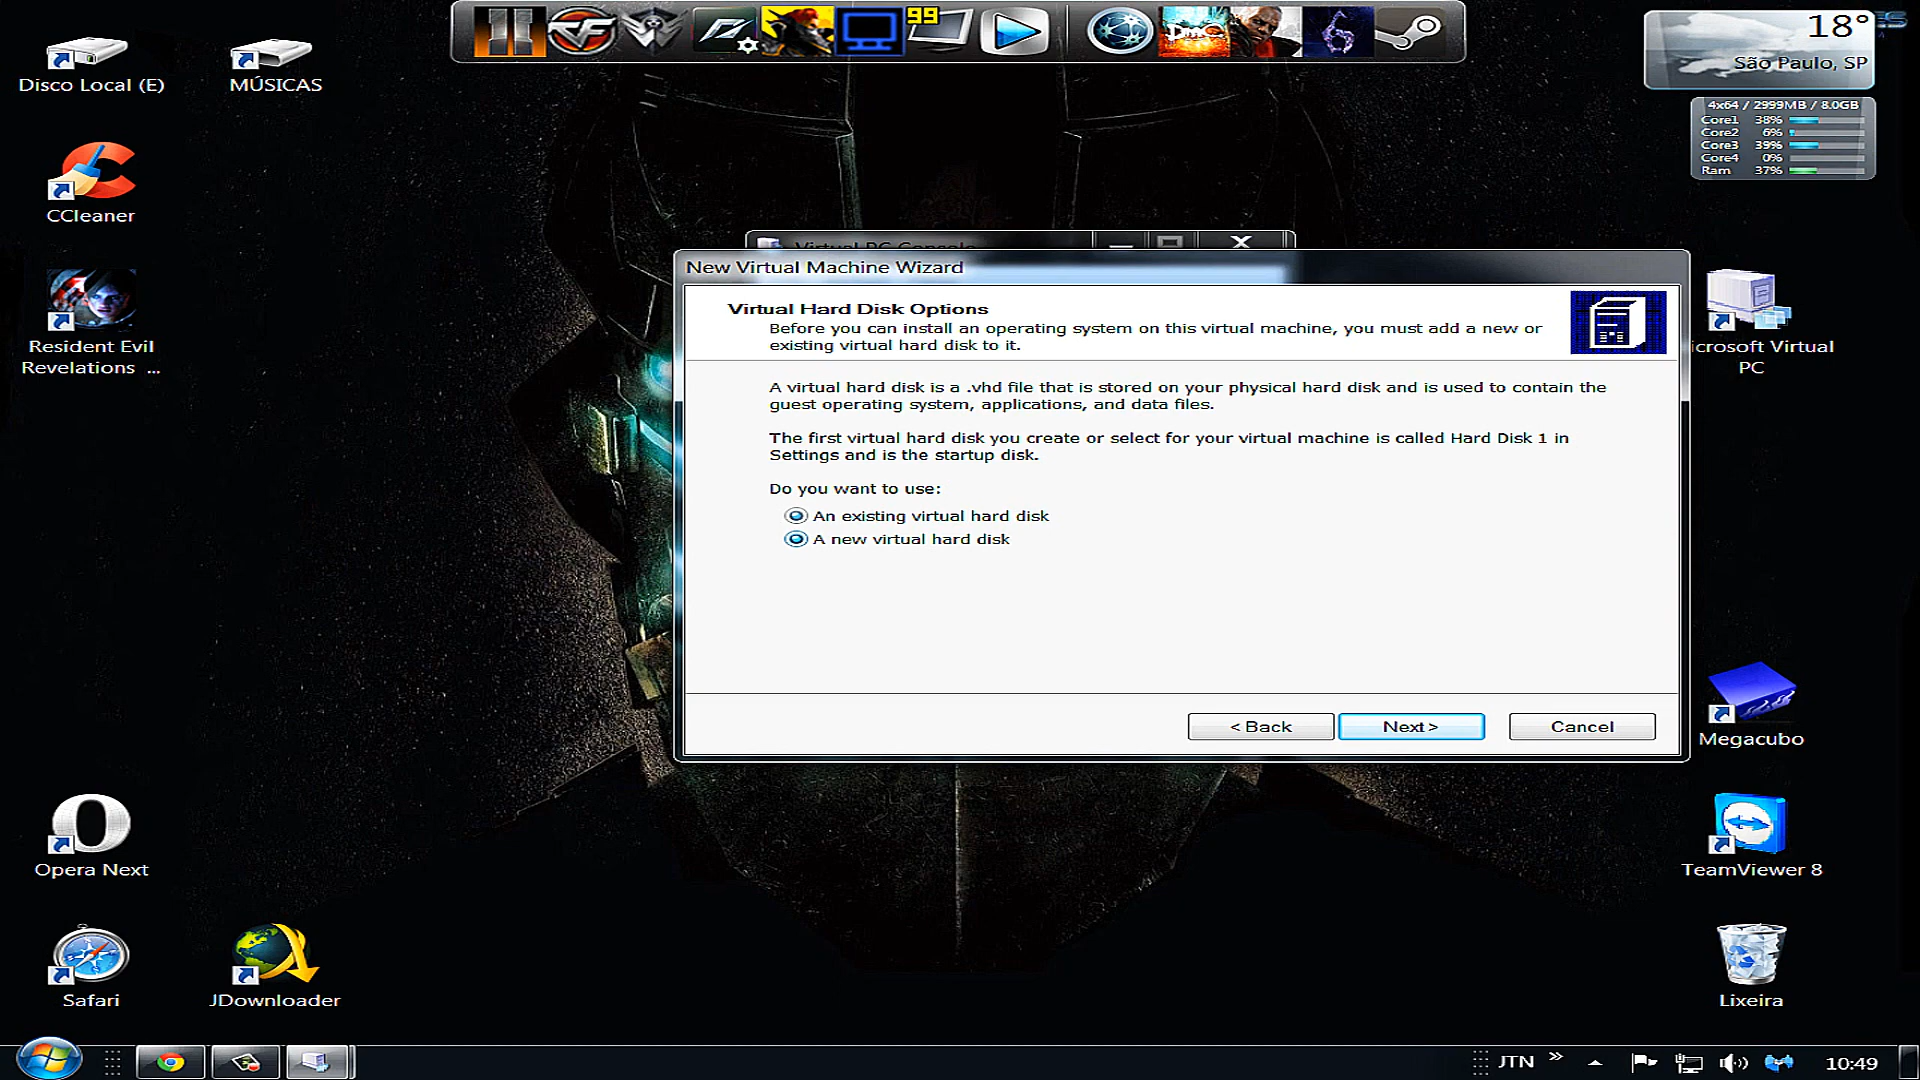 99
18°
São Paulo, SP
4x64 / 2999MB / 8.0GB
Core1 38%
Core2 6%
Core3 39%
Core4 0%
Ram 37%
Disco Local (E)
MÚSICAS
CCleaner
Resident Evil
Revelations ...
Virtual PC Console
New Virtual Machine Wizard
Virtual Hard Disk Options
Before you can install an operating system on this virtual machine, you must add a new or
existing virtual hard disk to it.
A virtual hard disk is a .vhd file that is stored on your physical hard disk and is used to contain the
guest operating system, applications, and data files.
The first virtual hard disk you create or select for your virtual machine is called Hard Disk 1 in
Settings and is the startup disk.
Do you want to use:
An existing virtual hard disk
A new virtual hard disk
< Back
Next >
Cancel
icrosoft Virtual
PC
Megacubo
TeamViewer 8
Lixeira
Opera Next
Safari
JDownloader
JTN
10:49